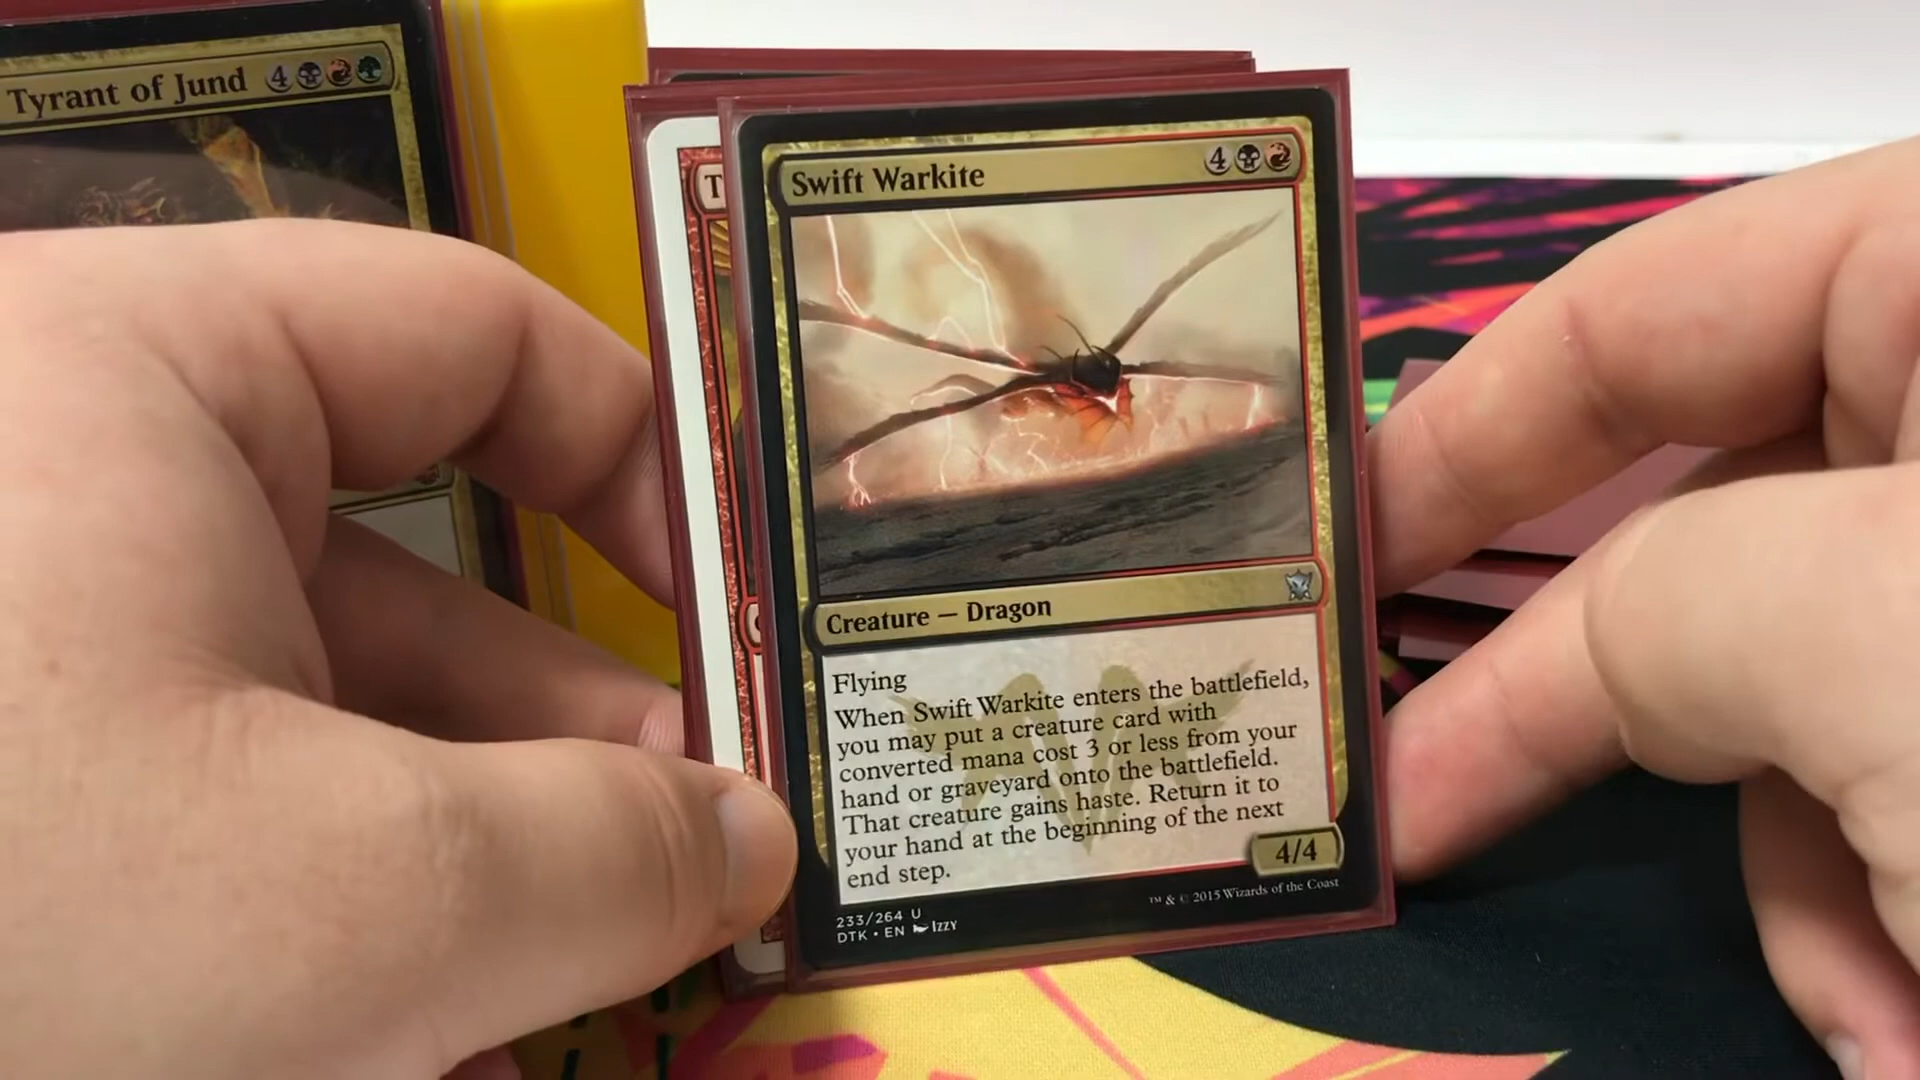 Tyrant of Jund 4
T
Swift Warkite 4
Creature — Dragon
Flying
When Swift Warkite enters the battlefield,
you may put a creature card with
converted mana cost 3 or less from your
hand or graveyard onto the battlefield.
That creature gains haste. Return it to
your hand at the beginning of the next
end step.
4/4
233/264 U
DTK • EN Izzy
™ & © 2015 Wizards of the Coast